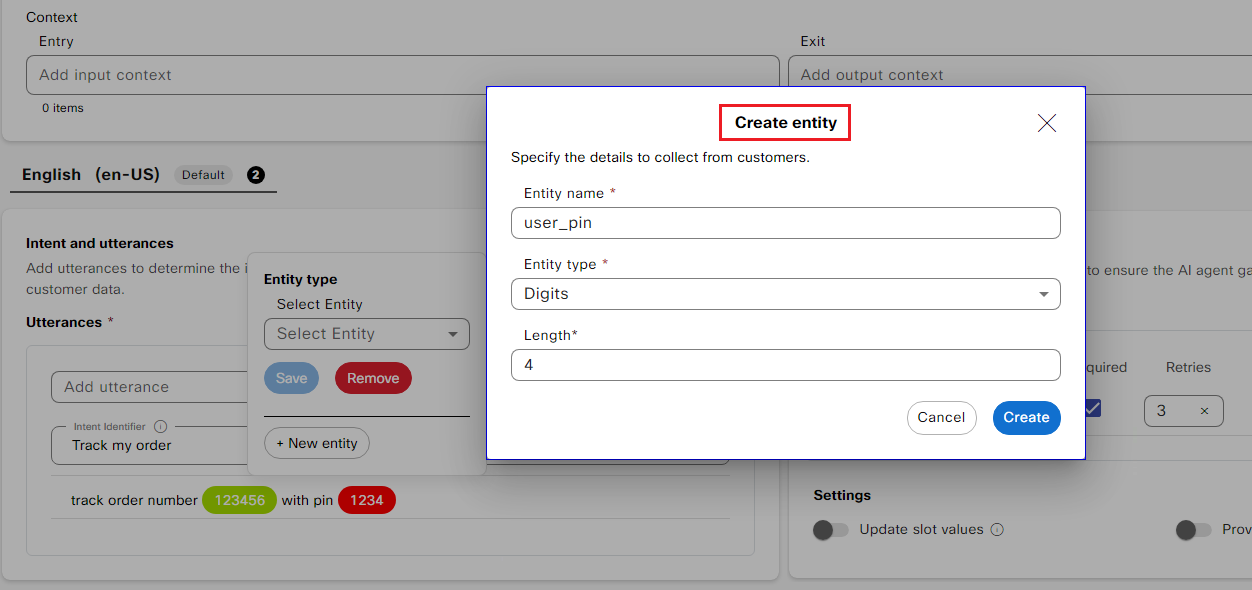 Context
Entry
Exit
Add input context
Add output context
0 items
English (en-US) Default 2
Intent and utterances
Add utterances to determine the i
customer data.
Utterances *
Add utterance
Intent Identifier
Track my order
track order number 123456 with pin 1234
Entity type
Select Entity
Select Entity
Save Remove
+ New entity
Create entity
Specify the details to collect from customers.
Entity name *
user_pin
Entity type *
Digits
Length*
4
Cancel Create
to ensure the AI agent ga
quired Retries
3 ×
Settings
Update slot values
Prov